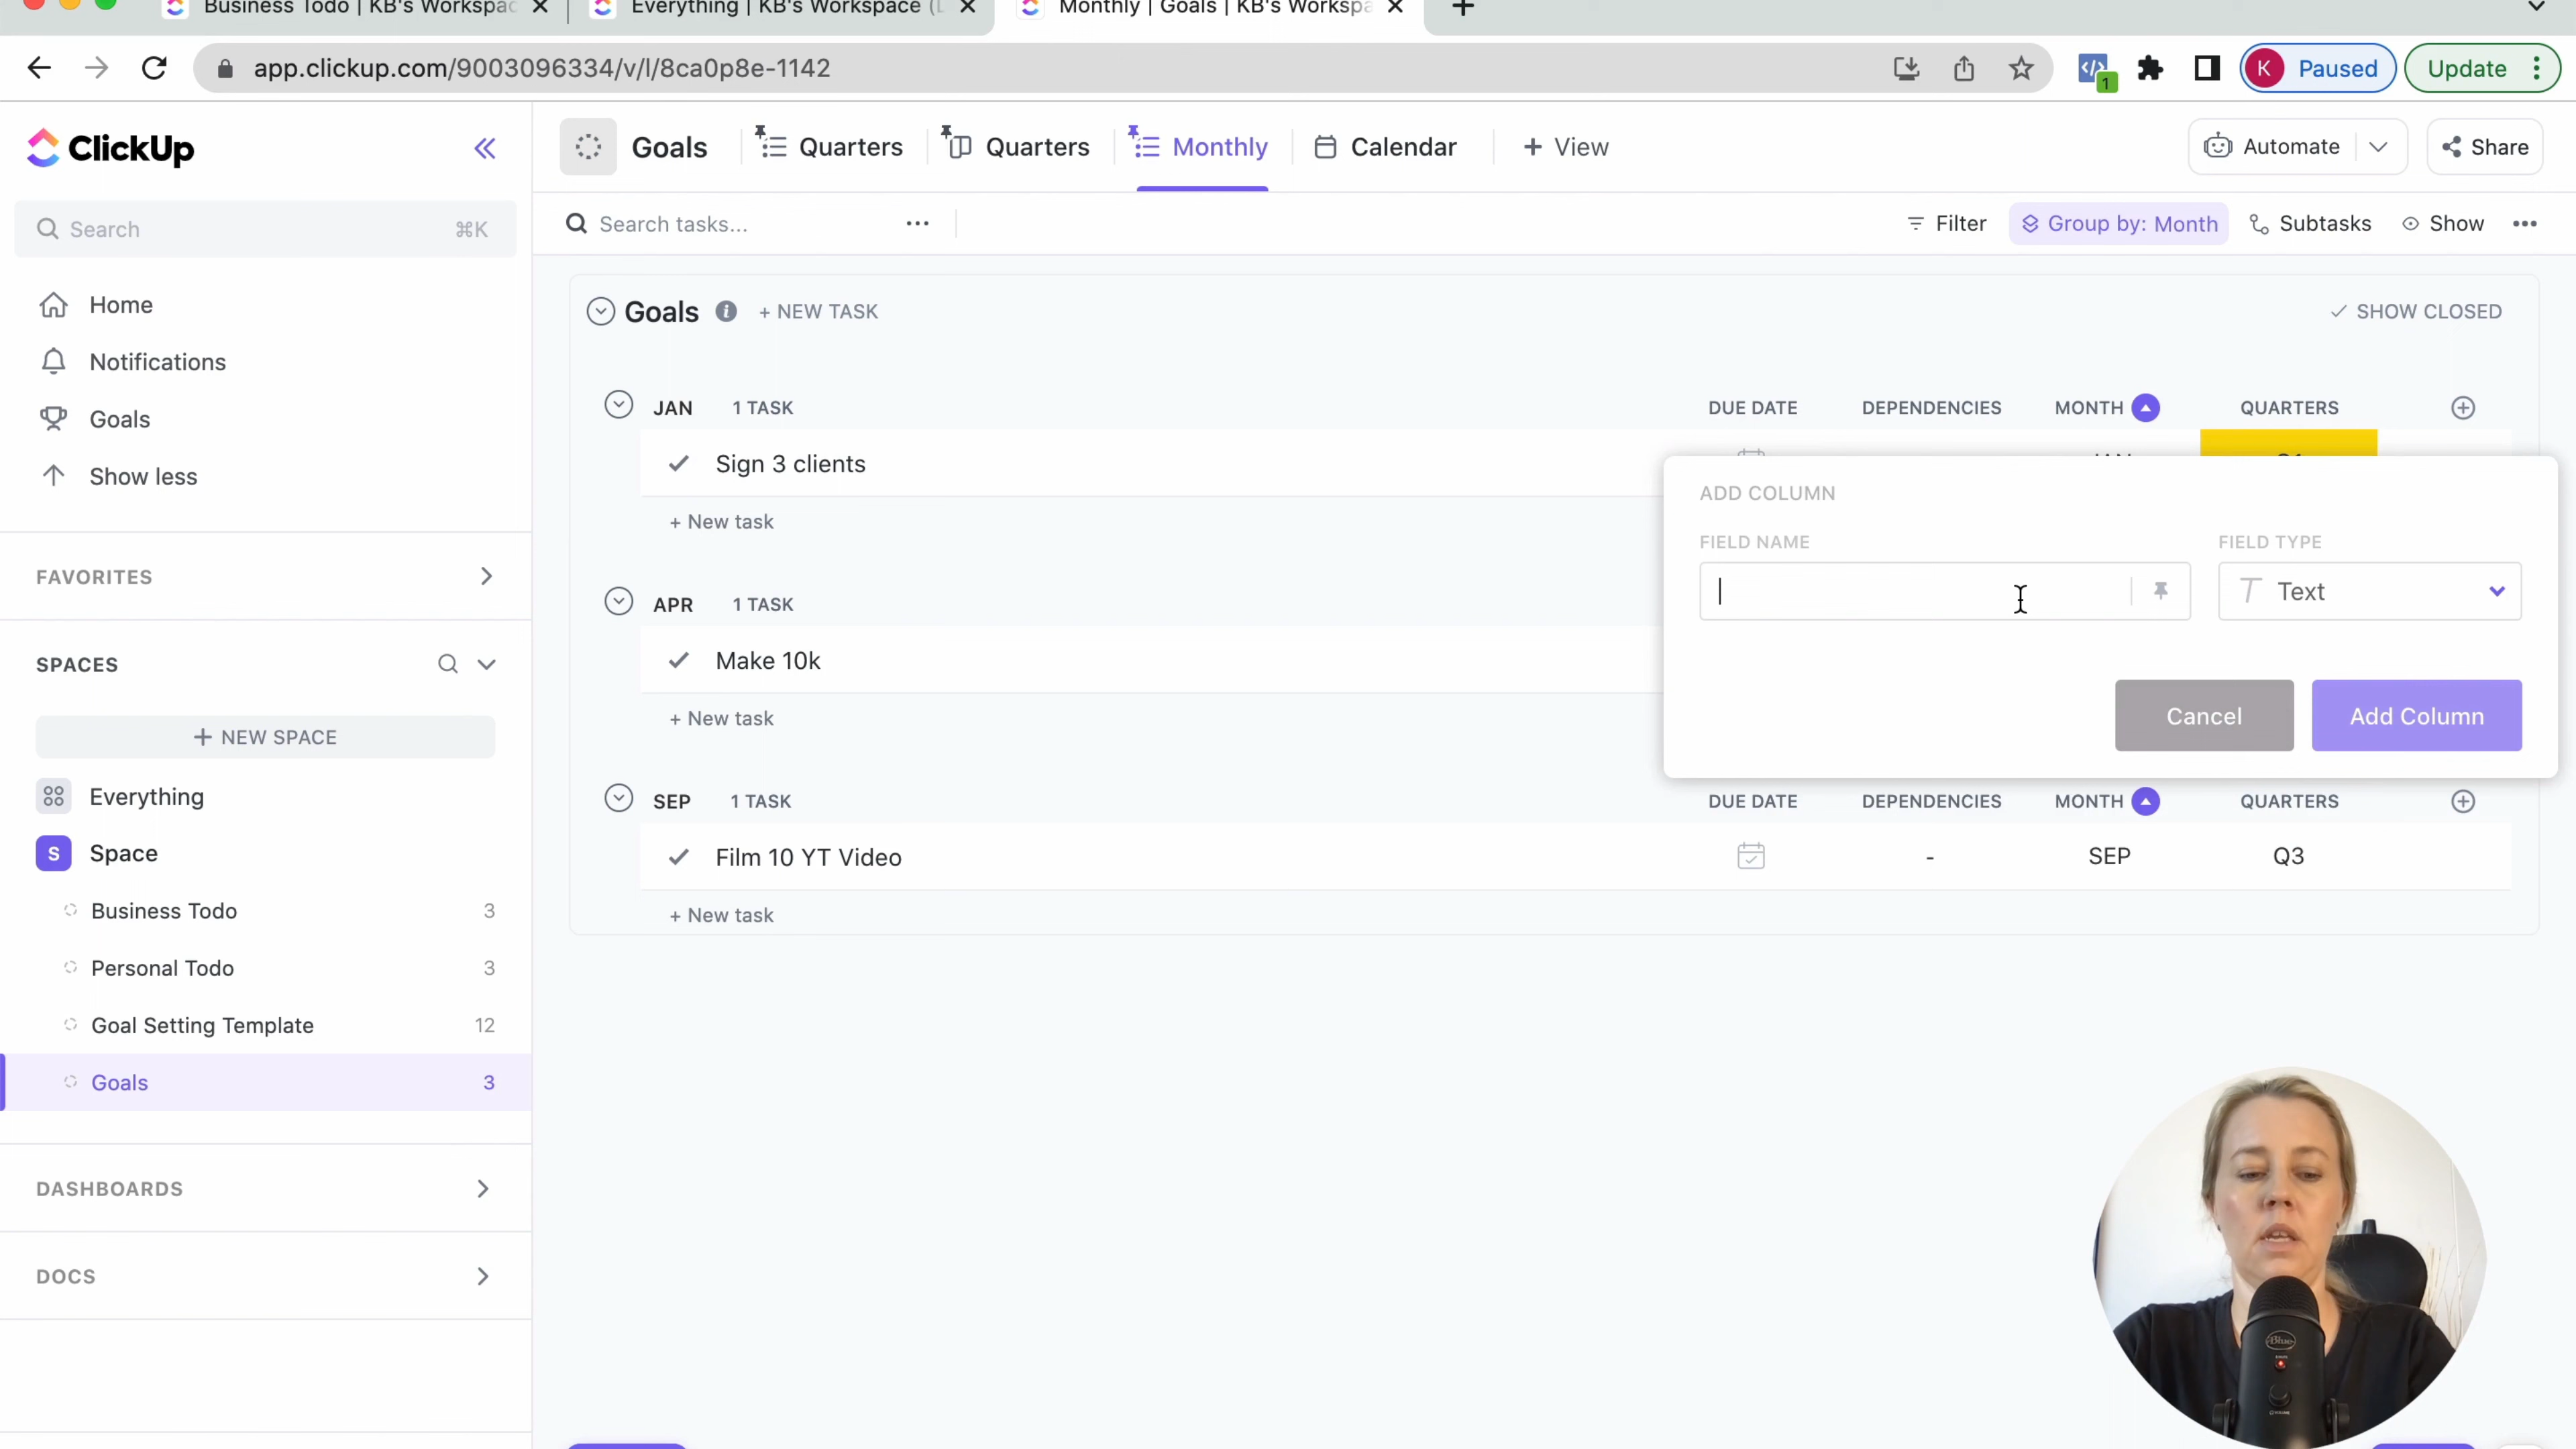 Business Todo | KB's Workspac
Everything | KB's Workspace (L
Monthly | Goals | KB's Workspa
app.clickup.com/9003096334/v/l/8ca0p8e-1142
1
K Paused
Update
ClickUp
Goals
Quarters
Quarters
Monthly
Calendar
+ View
Automate
Share
Search ⌘K
Search tasks...
Filter
Group by: Month
Subtasks
Show
Home
Notifications
Goals
Show less
FAVORITES
SPACES
+ NEW SPACE
Everything
S Space
Business Todo 3
Personal Todo 3
Goal Setting Template 12
Goals 3
DASHBOARDS
DOCS
Goals + NEW TASK
SHOW CLOSED
JAN 1 TASK DUE DATE DEPENDENCIES MONTH QUARTERS
Sign 3 clients
+ New task
APR 1 TASK
Make 10k
+ New task
SEP 1 TASK DUE DATE DEPENDENCIES MONTH QUARTERS
Film 10 YT Video - SEP Q3
+ New task
ADD COLUMN
FIELD NAME FIELD TYPE
Text
Cancel Add Column
Blue